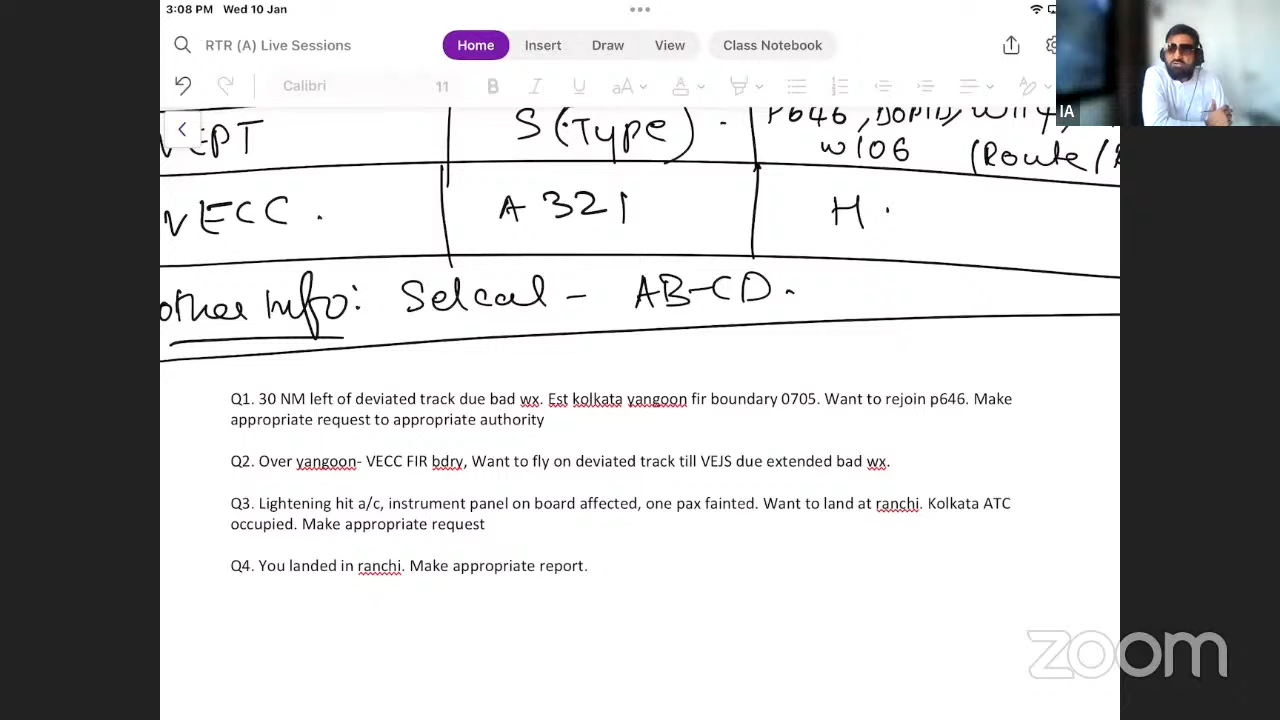 3:08 PM Wed 10 Jan
RTR (A) Live Sessions Home Insert Draw View Class Notebook
Calibri 11 B I U aA A
VEPT S (Type) P646,
W106 (Route/
VECC. A 321 H.
other Info: Selcal - AB-CD.
Q1. 30 NM left of deviated track due bad wx. Est kolkata yangoon fir boundary 0705. Want to rejoin p646. Make
appropriate request to appropriate authority
Q2. Over yangoon- VECC FIR bdry, Want to fly on deviated track till VEJS due extended bad wx.
Q3. Lightening hit a/c, instrument panel on board affected, one pax fainted. Want to land at ranchi. Kolkata ATC
occupied. Make appropriate request
Q4. You landed in ranchi. Make appropriate report.
IA
zoom